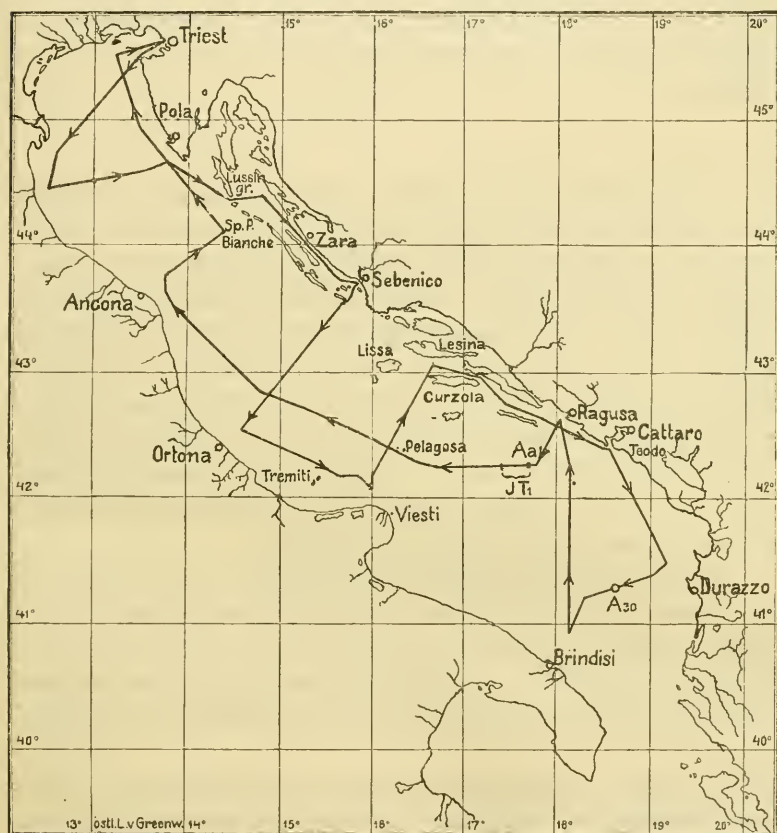 15° 16° 17° 18° 19° 20°
Triest
45° 45°
Pola
Lussin
gr.
Sp.P.
Bianche
44° 44°
Zara
Sebenico
Ancona
Lesina
Lissa
43° 43°
Curzola
Ragusa
Cattaro
Teodo
Pelagosa
Aa1
Ortona
Tremiti
JT1
42° 42°
Viesti
Durazzo
A30
41° 41°
Brindisi
40° 40°
13° östl.L.v Greenw. 14° 15° 16° 17° 18° 19° 20°